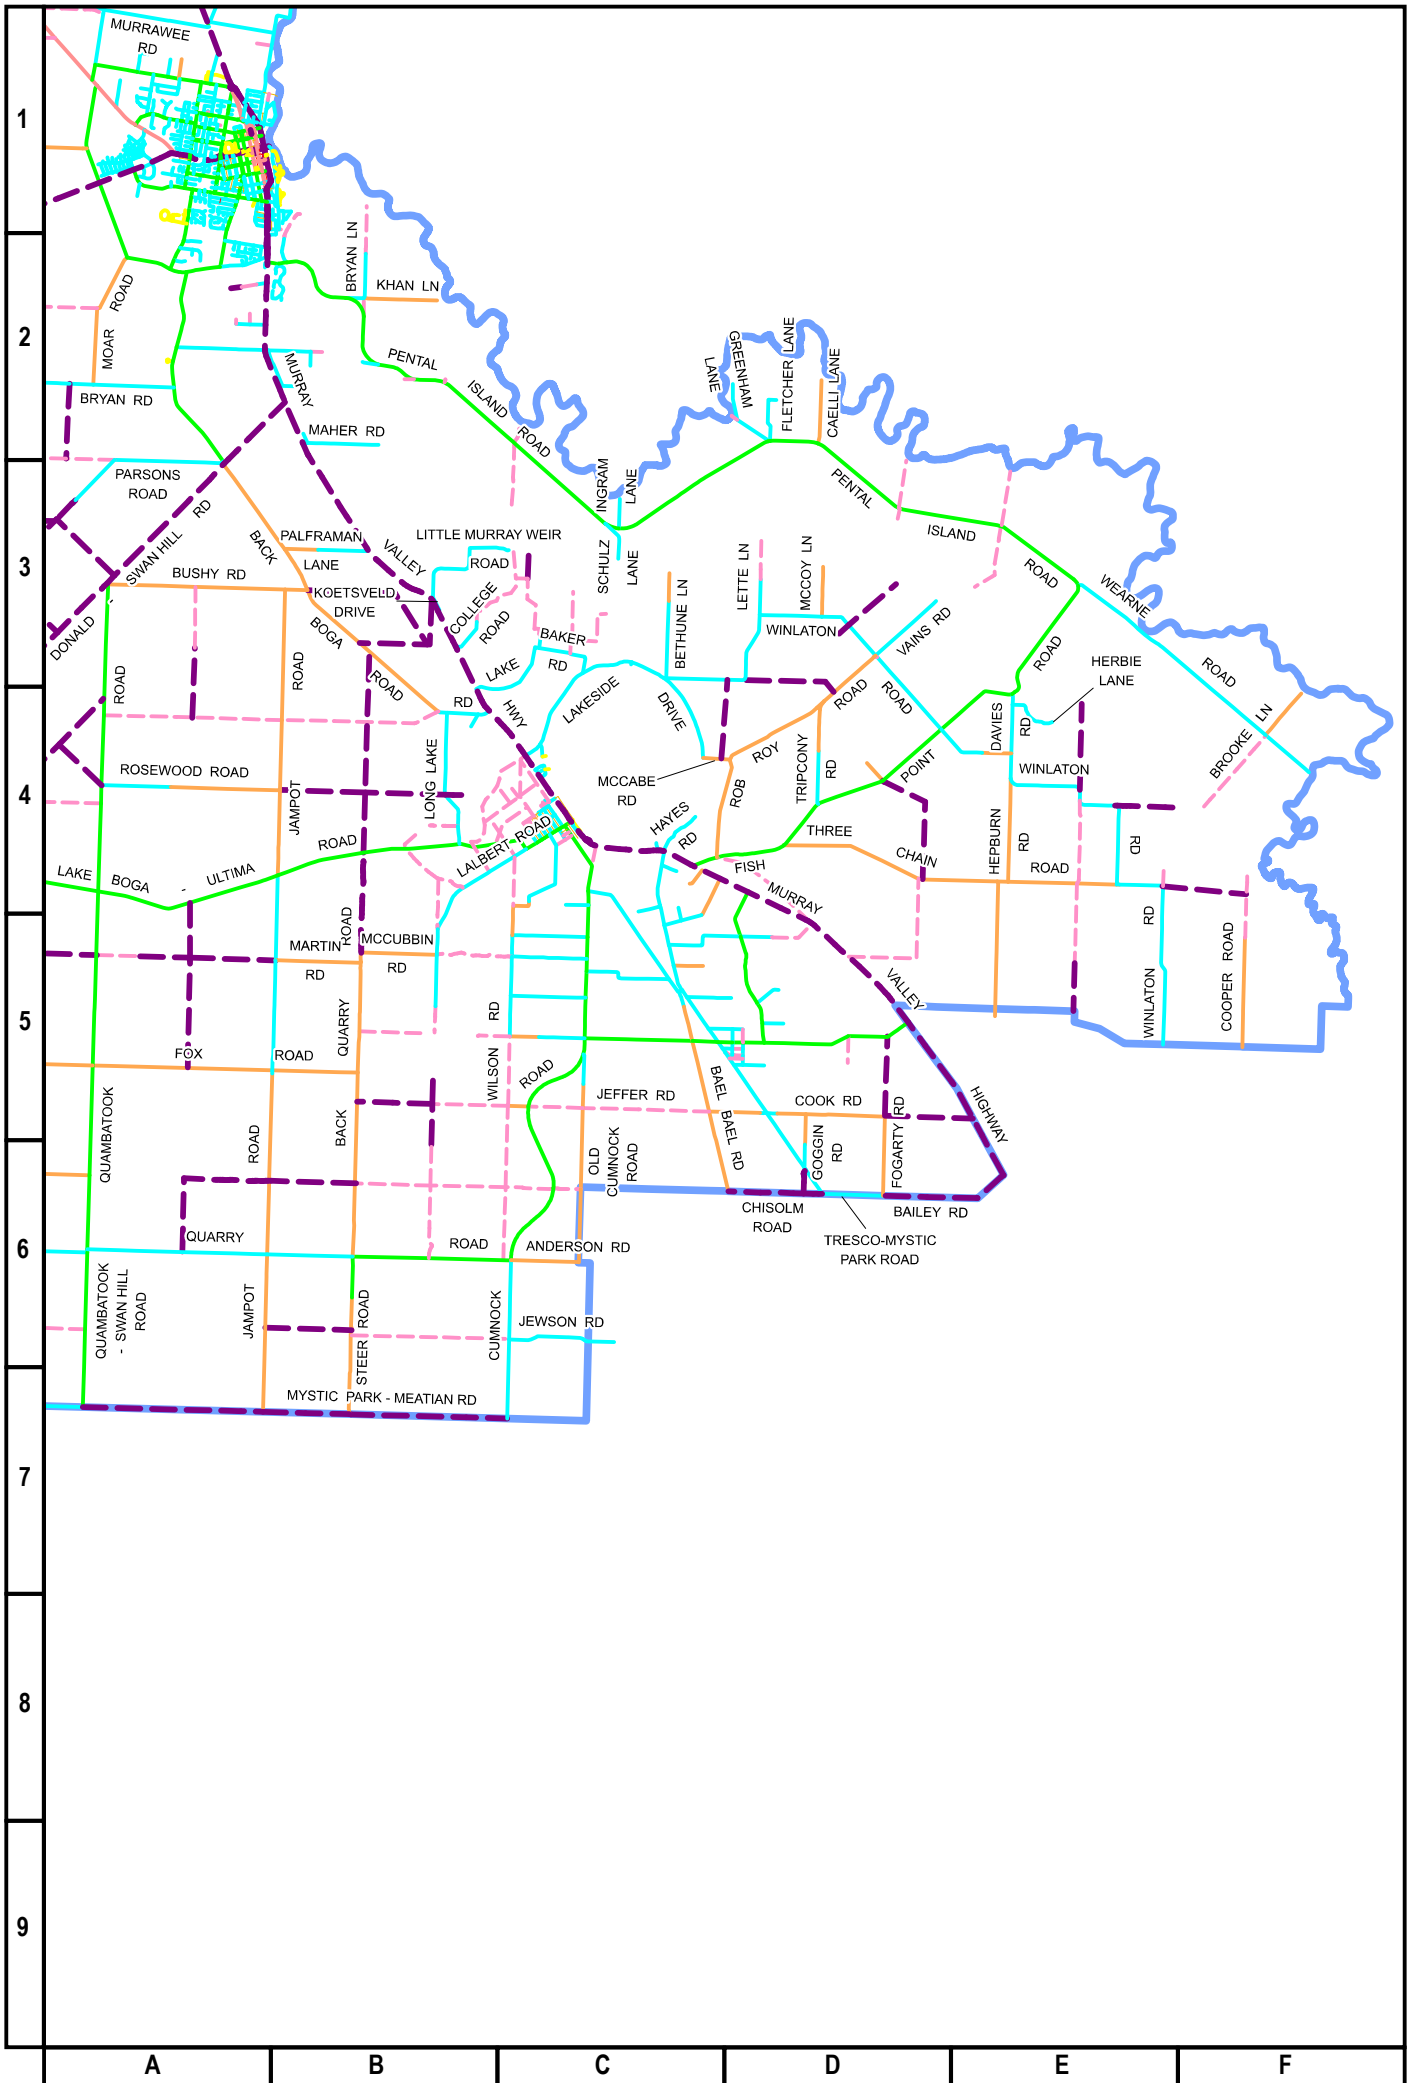 MURRAWEE
RD
1
BRYAN LN
KHAN LN
ROAD
MOAR
2
PENTAL
ISLAND
ROAD
MURRAY
BRYAN RD
MAHER RD
GREENHAM
LANE
FLETCHER LANE
CAELLI LANE
PARSONS
ROAD
INGRAM
LANE
PENTAL
ISLAND
ROAD
DONALD - SWAN HILL RD
BACK
PALFRAMAN
LANE
VALLEY
LITTLE MURRAY WEIR
ROAD
SCHULZ
LANE
3
BUSHY RD
KOETSVELD
DRIVE
COLLEGE
ROAD
BETHUNE LN
LETTE LN
MCCOY LN
WINLATON
VAINS RD
WEARNE
ROAD
BOGA
ROAD
BAKER
RD
LAKE
RD
ROAD
ROAD
ROAD
HERBIE
LANE
HWY
LAKESIDE
DRIVE
ROAD
ROAD
DAVIES
RD
BROOKE LN
ROSEWOOD ROAD
JAMPOT
LONG LAKE
MCCABE
RD
ROB
ROY
TRIPCONY
RD
POINT
WINLATON
4
ROAD
LALBERT ROAD
HAYES
RD
THREE
CHAIN
HEPBURN
RD
ROAD
RD
LAKE
BOGA
-
ULTIMA
FISH
MURRAY
ROAD
MARTIN
RD
MCCUBBIN
RD
RD
COOPER ROAD
VALLEY
5
RD
QUARRY
WINLATON
FOX
ROAD
WILSON
ROAD
HIGHWAY
QUAMBATOOK
BACK
JEFFER RD
BAEL BAEL RD
COOK RD
ROAD
OLD
CUMNOCK
ROAD
GOGGIN
RD
FOGARTY RD
CHISOLM
ROAD
BAILEY RD
TRESCO-MYSTIC
PARK ROAD
6
QUARRY
ROAD
ANDERSON RD
QUAMBATOOK
- SWAN HILL
ROAD
JAMPOT
STEER ROAD
CUMNOCK
JEWSON RD
MYSTIC PARK - MEATIAN RD
7
8
9
A
B
C
D
E
F